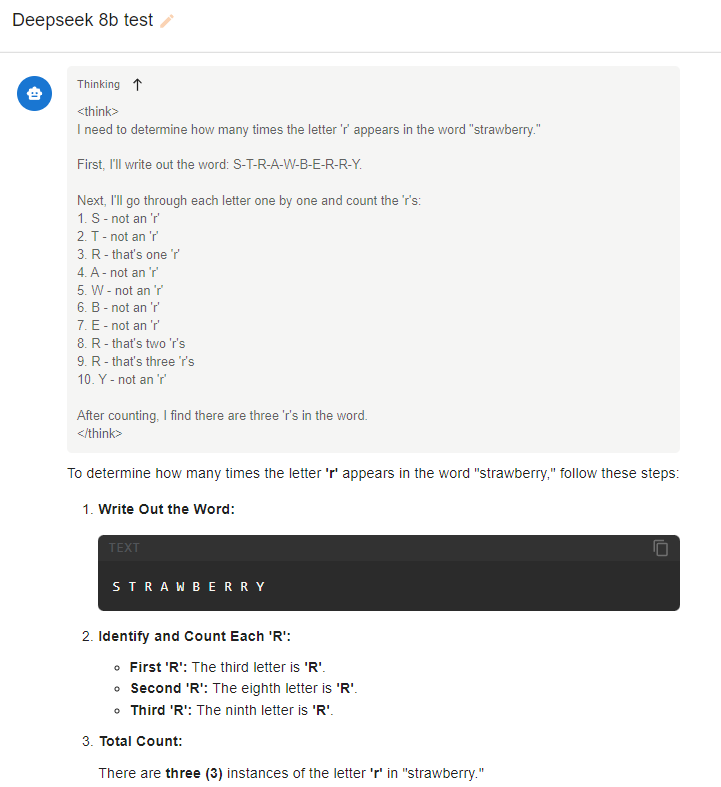 Deepseek 8b test
Thinking
<think>
I need to determine how many times the letter 'r' appears in the word "strawberry."
First, I'll write out the word: S-T-R-A-W-B-E-R-R-Y.
Next, I'll go through each letter one by one and count the 'r's:
1. S - not an 'r'
2. T - not an 'r'
3. R - that's one 'r'
4. A - not an 'r'
5. W - not an 'r'
6. B - not an 'r'
7. E - not an 'r'
8. R - that's two 'r's
9. R - that's three 'r's
10. Y - not an 'r'
After counting, I find there are three 'r's in the word.
</think>
To determine how many times the letter 'r' appears in the word "strawberry," follow these steps:
1. Write Out the Word:
TEXT
S T R A W B E R R Y
2. Identify and Count Each 'R':
First 'R': The third letter is 'R'.
Second 'R': The eighth letter is 'R'.
Third 'R': The ninth letter is 'R'.
3. Total Count:
There are three (3) instances of the letter 'r' in "strawberry."